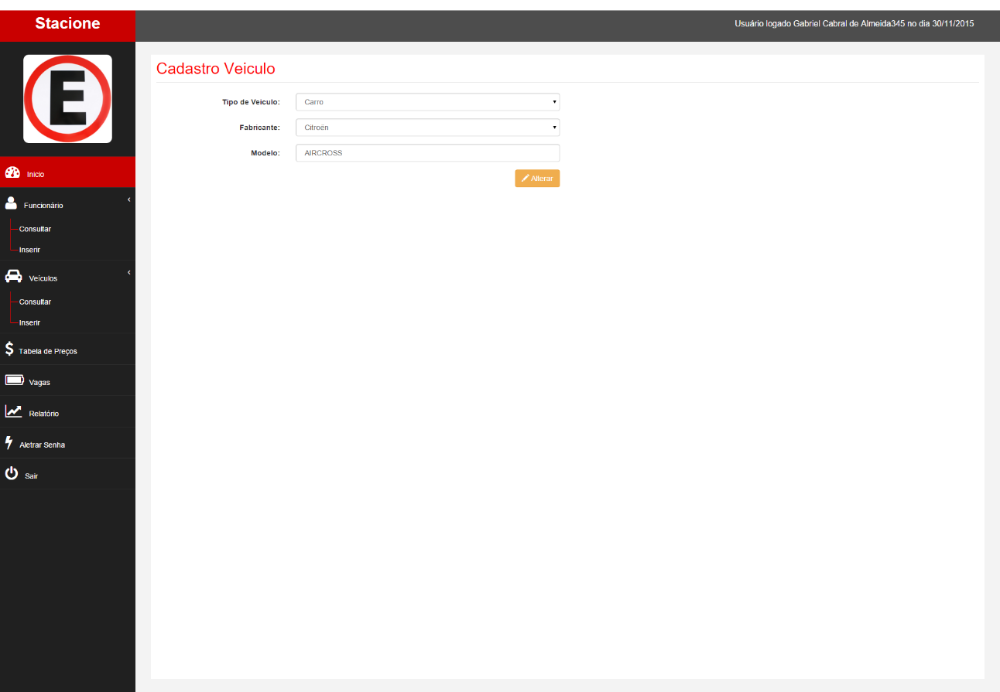 Stacione
Usuário logado Gabriel Cabral de Almeida345 no dia 30/11/2015
E
Inicio
Funcionário
Consultar
Inserir
Veículos
Consultar
Inserir
Tabela de Preços
Vagas
Relatório
Aletrar Senha
Sair
Cadastro Veiculo
Tipo de Veiculo: Carro
Fabricante: Citroën
Modelo: AIRCROSS
Alterar